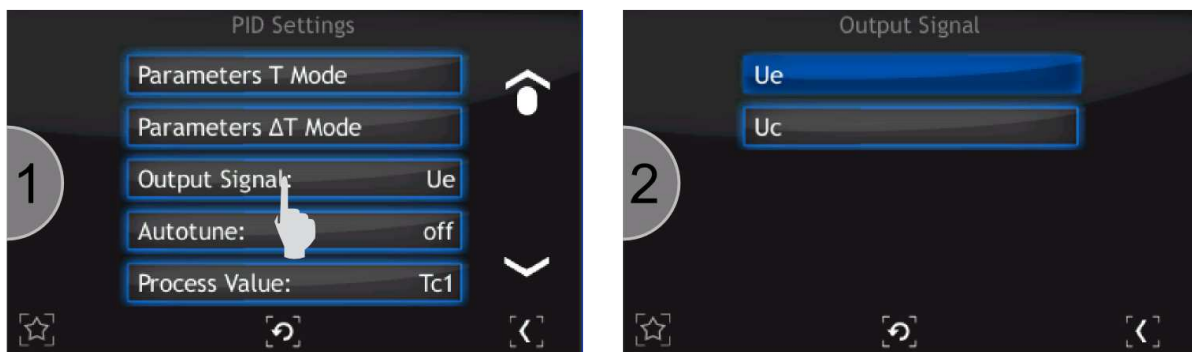 PID Settings
Parameters T Mode
Parameters ΔT Mode
Output Signal: Ue
Autotune: off
Process Value: Tc1
1
Output Signal
Ue
Uc
2